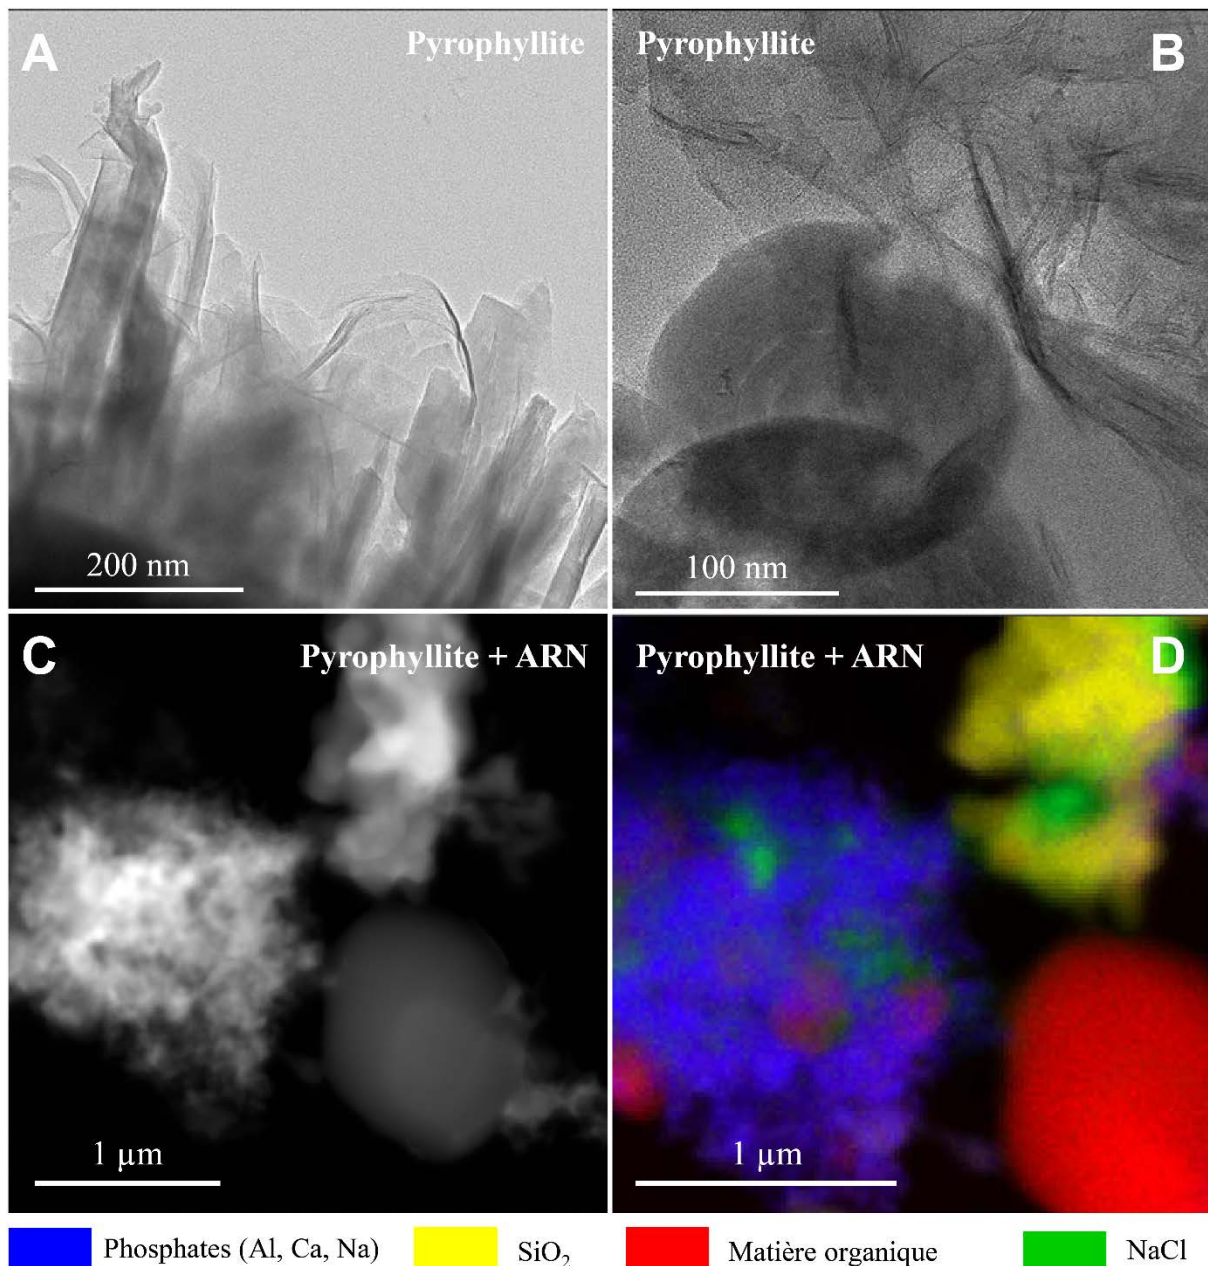 A
Pyrophyllite
Pyrophyllite
B
200 nm
100 nm
C
Pyrophyllite + ARN
Pyrophyllite + ARN
D
1 µm
1 µm
Phosphates (Al, Ca, Na)
SiO₂
Matière organique
NaCl